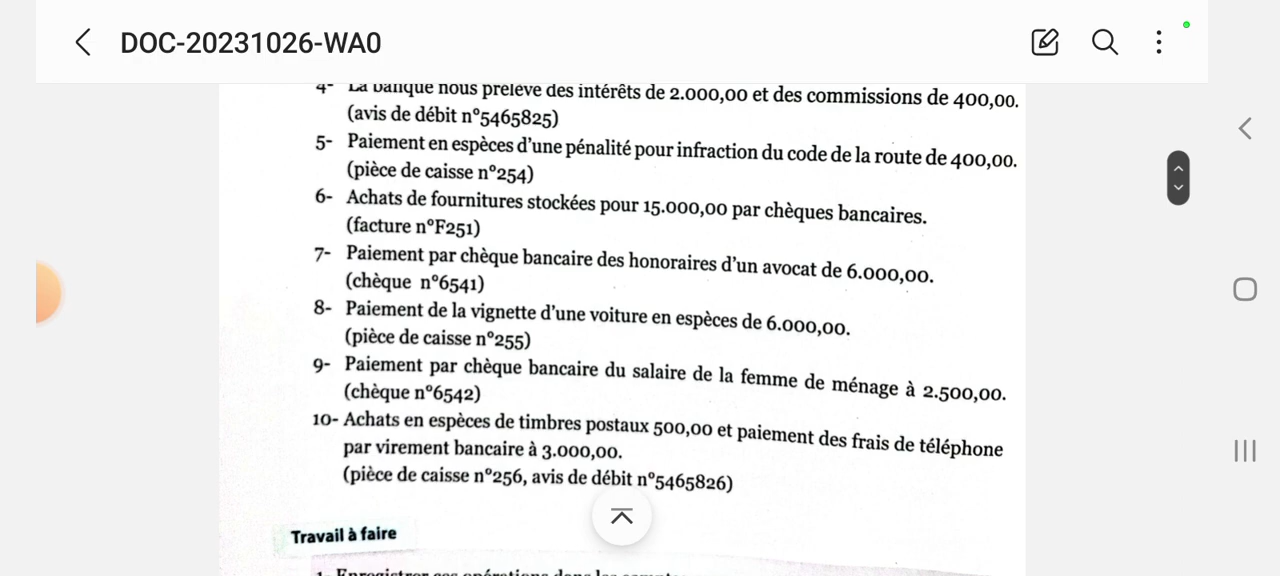 DOC-20231026-WA0
4- La banque nous prélève des intérêts de 2.000,00 et des commissions de 400,00.
(avis de débit n°5465825)
5- Paiement en espèces d'une pénalité pour infraction du code de la route de 400,00.
(pièce de caisse n°254)
6- Achats de fournitures stockées pour 15.000,00 par chèques bancaires.
(facture n°F251)
7- Paiement par chèque bancaire des honoraires d'un avocat de 6.000,00.
(chèque n°6541)
8- Paiement de la vignette d'une voiture en espèces de 6.000,00.
(pièce de caisse n°255)
9- Paiement par chèque bancaire du salaire de la femme de ménage à 2.500,00.
(chèque n°6542)
10- Achats en espèces de timbres postaux 500,00 et paiement des frais de téléphone
par virement bancaire à 3.000,00.
(pièce de caisse n°256, avis de débit n°5465826)
Travail à faire
1- Enregistrer ces opérations dans les